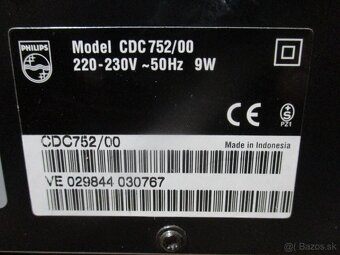 PHILIPS
Model CDC752/00
220-230V ~50Hz 9W
CE
S
PZ1
CDC752/00
Made in Indonesia
VE 029844 030767
Bazos.sk